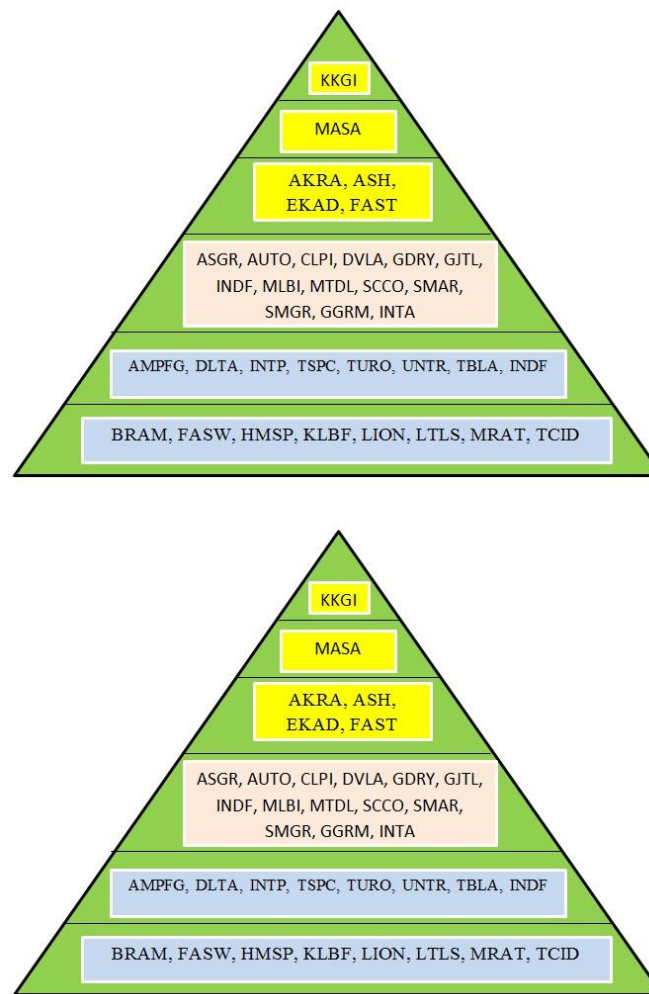 KKGI
MASA
AKRA, ASH,
EKAD, FAST
ASGR, AUTO, CLPI, DVLA, GDRY, GJTL,
INDF, MLBI, MTDL, SCCO, SMAR,
SMGR, GGRM, INTA
AMPFG, DLTA, INTP, TSPC, TURO, UNTR, TBLA, INDF
BRAM, FASW, HMSP, KLBF, LION, LTLS, MRAT, TCID
KKGI
MASA
AKRA, ASH,
EKAD, FAST
ASGR, AUTO, CLPI, DVLA, GDRY, GJTL,
INDF, MLBI, MTDL, SCCO, SMAR,
SMGR, GGRM, INTA
AMPFG, DLTA, INTP, TSPC, TURO, UNTR, TBLA, INDF
BRAM, FASW, HMSP, KLBF, LION, LTLS, MRAT, TCID